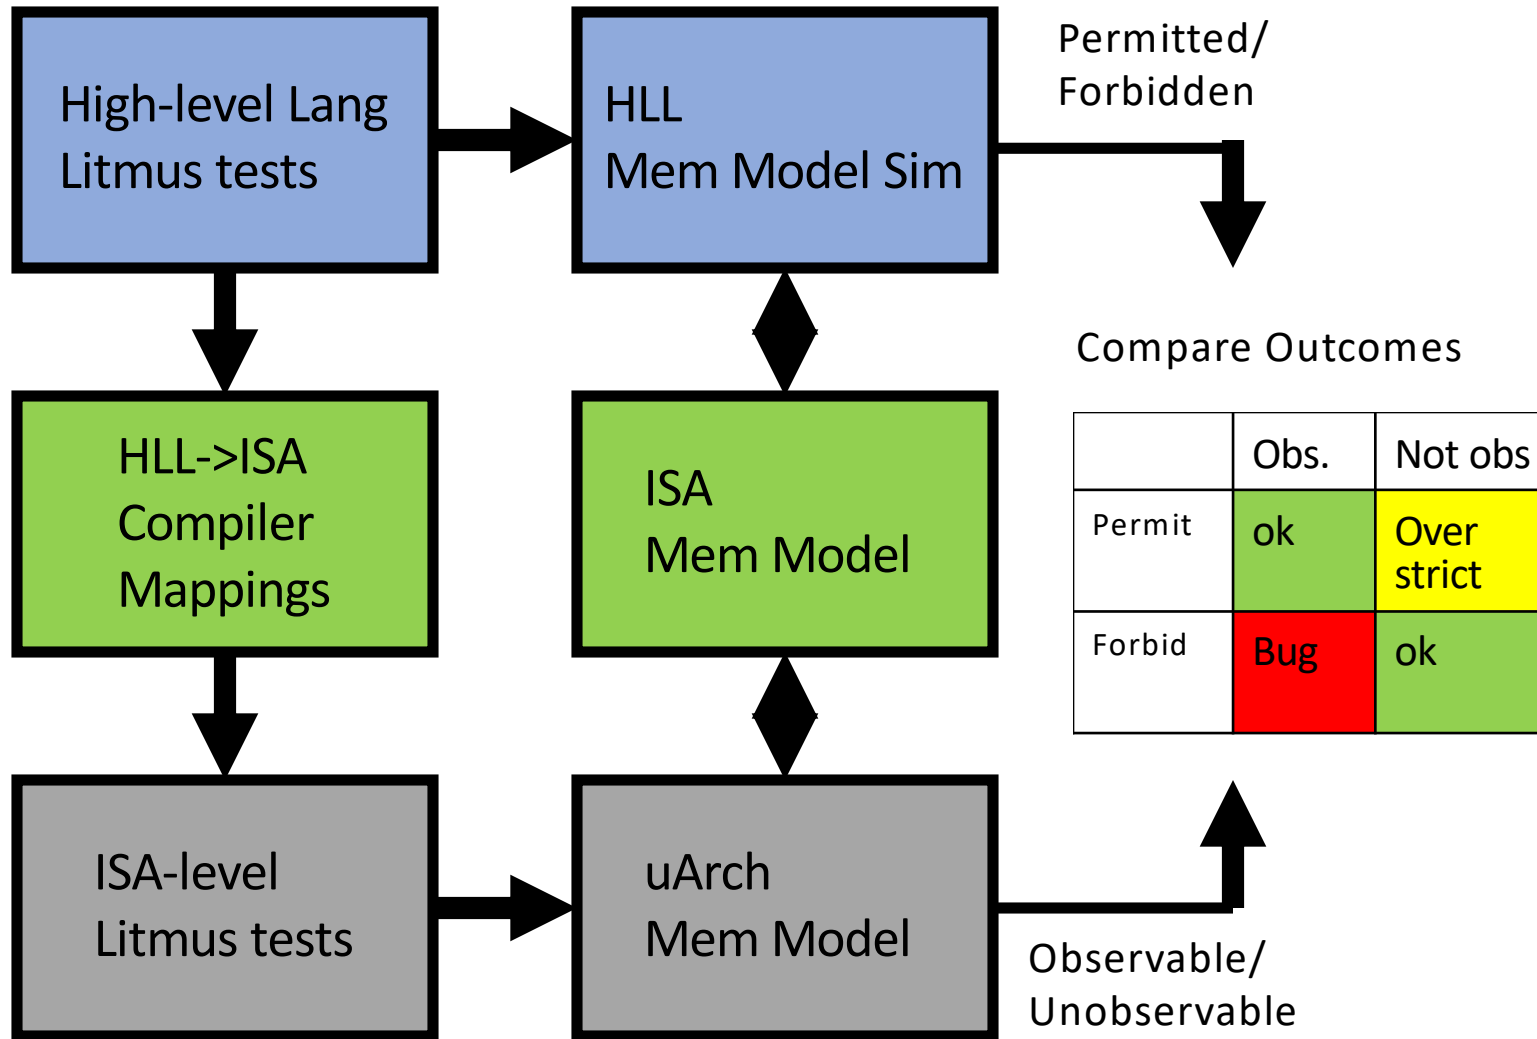 High-level Lang
Litmus tests
HLL
Mem Model Sim
Permitted/
Forbidden
HLL->ISA
Compiler
Mappings
ISA
Mem Model
Compare Outcomes
Obs.
Not obs
Permit
ok
Over
strict
Forbid
Bug
ok
ISA-level
Litmus tests
uArch
Mem Model
Observable/
Unobservable